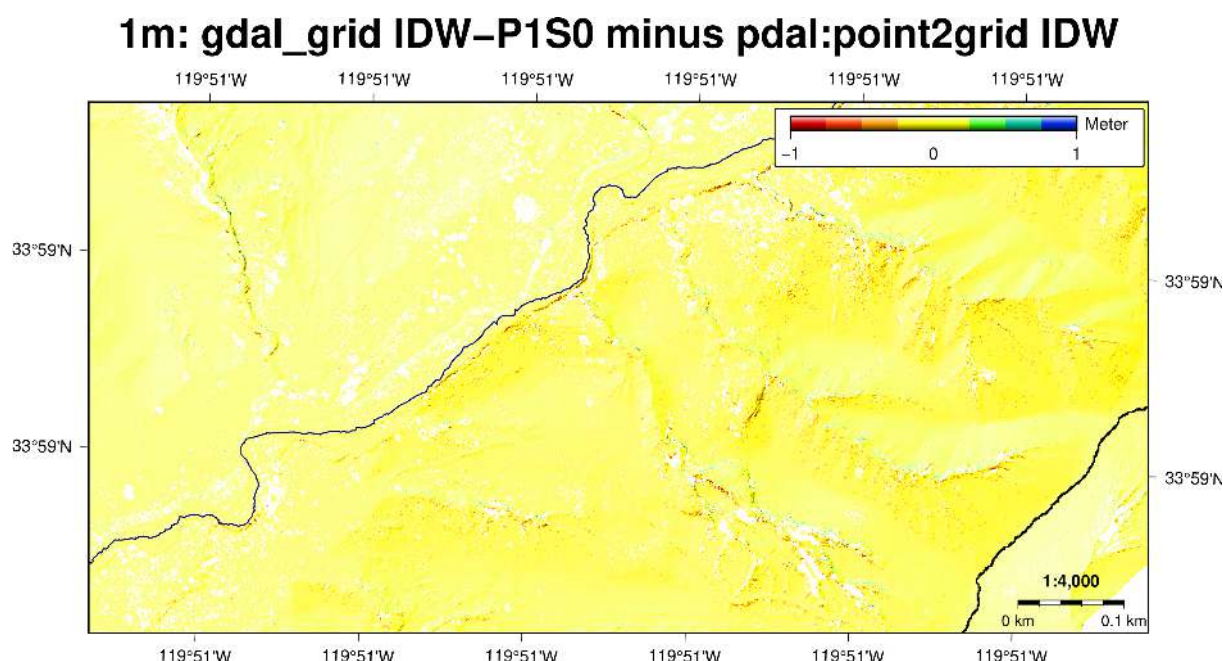 1m: gdal_grid IDW−P1S0 minus pdal:point2grid IDW
119°51'W 119°51'W 119°51'W 119°51'W 119°51'W 119°51'W
Meter
−1 0 1
33°59'N
33°59'N
33°59'N
33°59'N
1:4,000
0 km 0.1 km
119°51'W 119°51'W 119°51'W 119°51'W 119°51'W 119°51'W